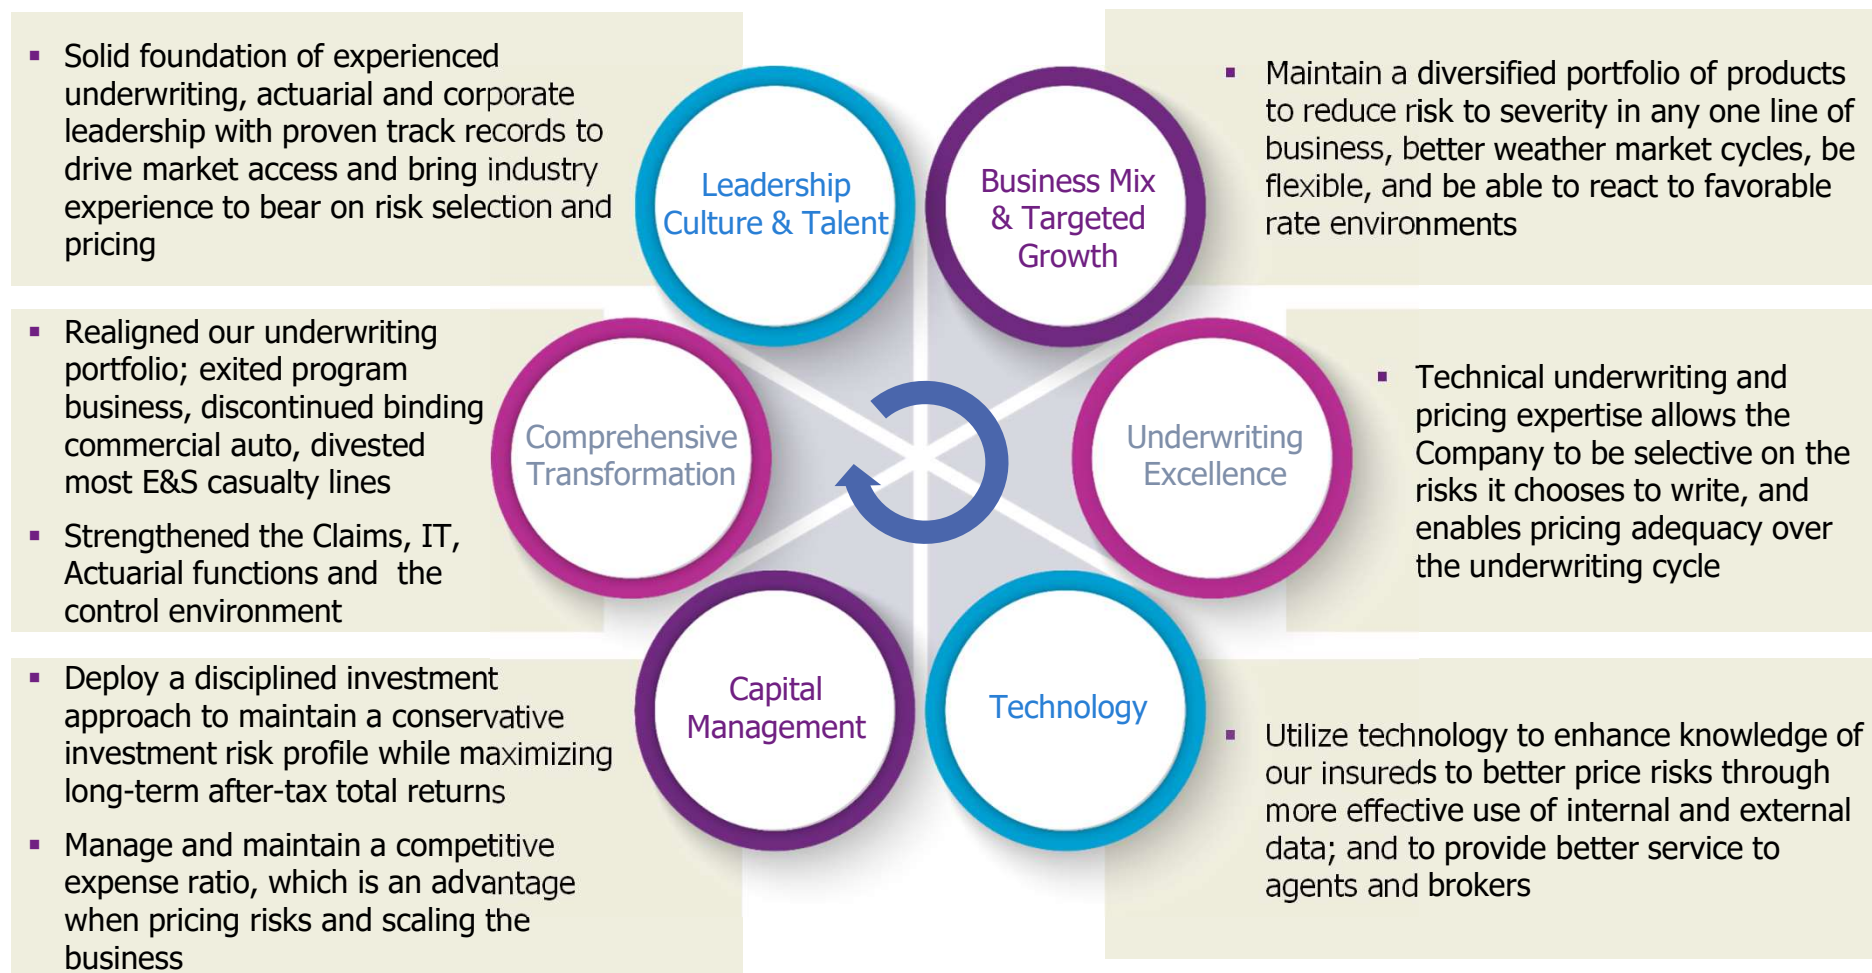 ▪ Solid foundation of experienced
underwriting, actuarial and corporate
leadership with proven track records to
drive market access and bring industry
experience to bear on risk selection and
pricing
Leadership
Culture & Talent
Business Mix
& Targeted
Growth
▪ Maintain a diversified portfolio of products
to reduce risk to severity in any one line of
business, better weather market cycles, be
flexible, and be able to react to favorable
rate environments
▪ Realigned our underwriting
portfolio; exited program
business, discontinued binding
commercial auto, divested
most E&S casualty lines
▪ Strengthened the Claims, IT,
Actuarial functions and the
control environment
Comprehensive
Transformation
Underwriting
Excellence
▪ Technical underwriting and
pricing expertise allows the
Company to be selective on the
risks it chooses to write, and
enables pricing adequacy over
the underwriting cycle
▪ Deploy a disciplined investment
approach to maintain a conservative
investment risk profile while maximizing
long-term after-tax total returns
▪ Manage and maintain a competitive
expense ratio, which is an advantage
when pricing risks and scaling the
business
Capital
Management
Technology
▪ Utilize technology to enhance knowledge of
our insureds to better price risks through
more effective use of internal and external
data; and to provide better service to
agents and brokers